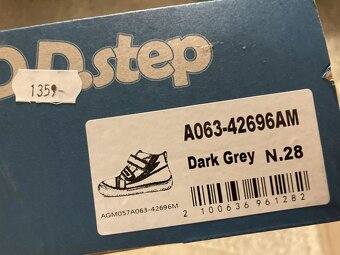 D.D.step
1359-
A063-42696AM
Dark Grey N.28
AGM057A063-42696M
2 100636 961282